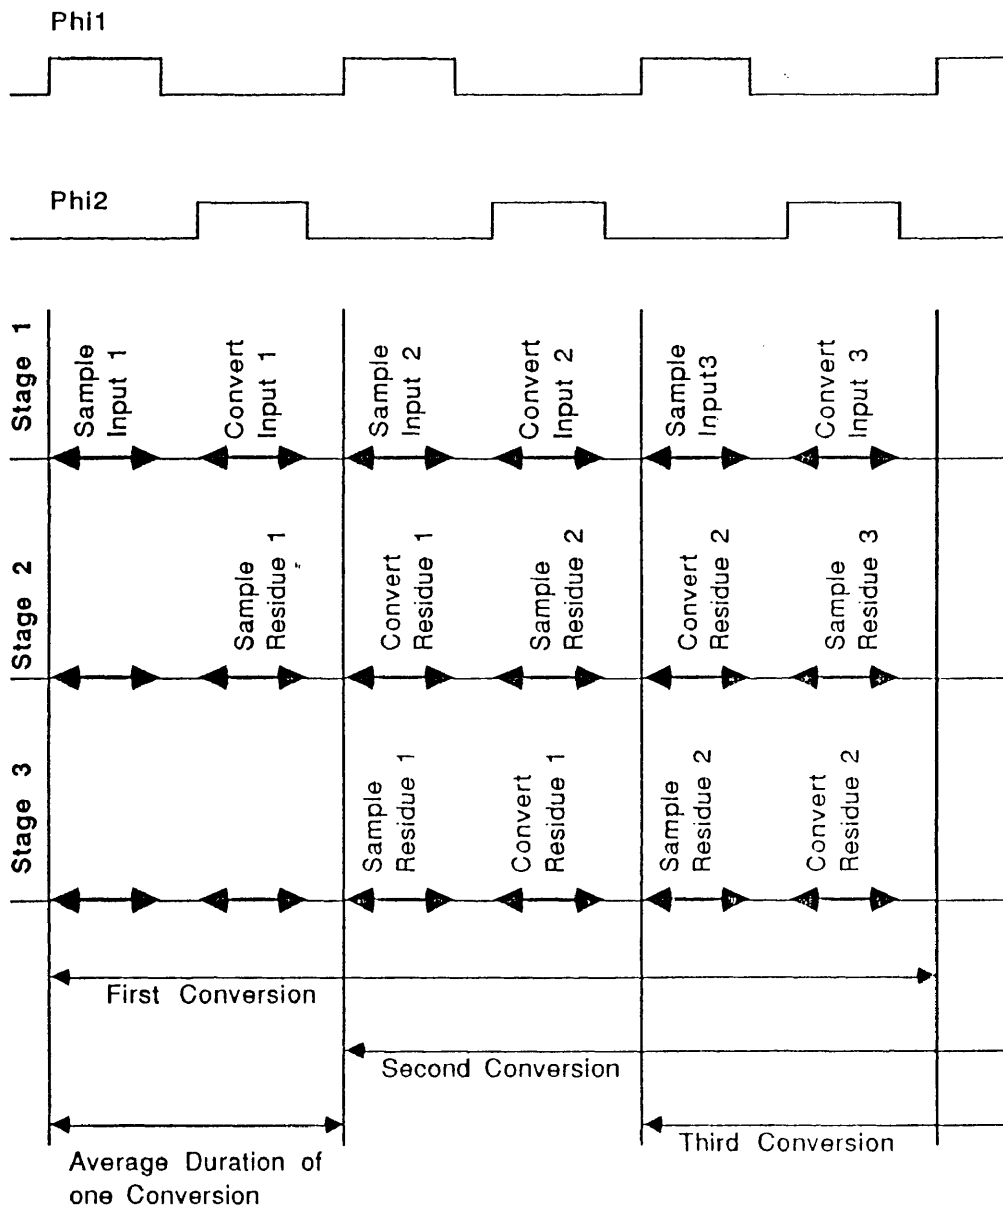 Phi1
Phi2
Stage 1
Sample
Input 1
Convert
Input 1
Sample
Input 2
Convert
Input 2
Sample
Input3
Convert
Input 3
Stage 2
Sample
Residue 1
Convert
Residue 1
Sample
Residue 2
Convert
Residue 2
Sample
Residue 3
Stage 3
Sample
Residue 1
Convert
Residue 1
Sample
Residue 2
Convert
Residue 2
First Conversion
Second Conversion
Third Conversion
Average Duration of
one Conversion